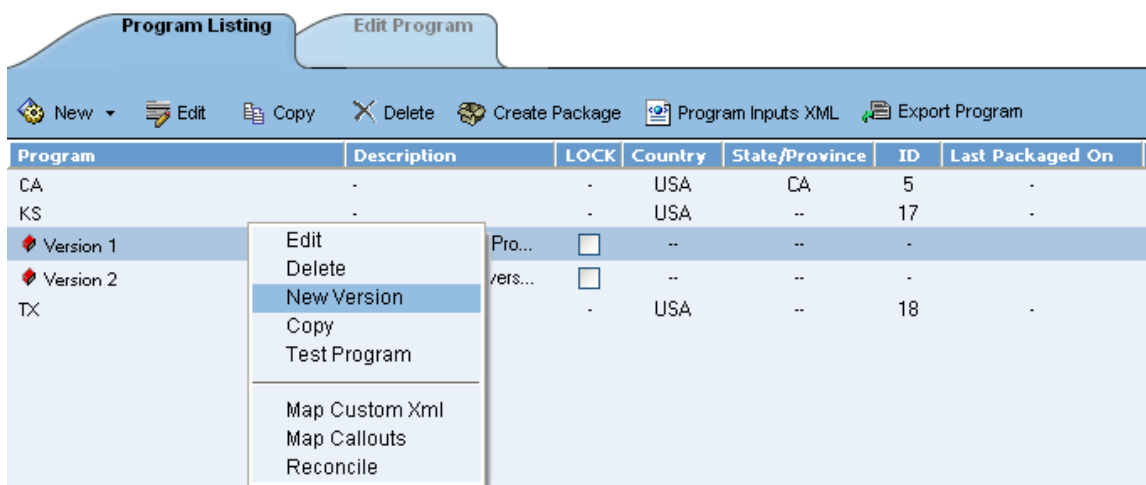 Program Listing Edit Program
New Edit Copy Delete Create Package Program Inputs XML Export Program
Program Description LOCK Country State/Province ID Last Packaged On
CA - - USA CA 5 -
KS - - USA -- 17 -
Version 1 Pro... -- -- -
Version 2 vers... -- -- -
TX - USA -- 18 -
Edit
Delete
New Version
Copy
Test Program
Map Custom Xml
Map Callouts
Reconcile